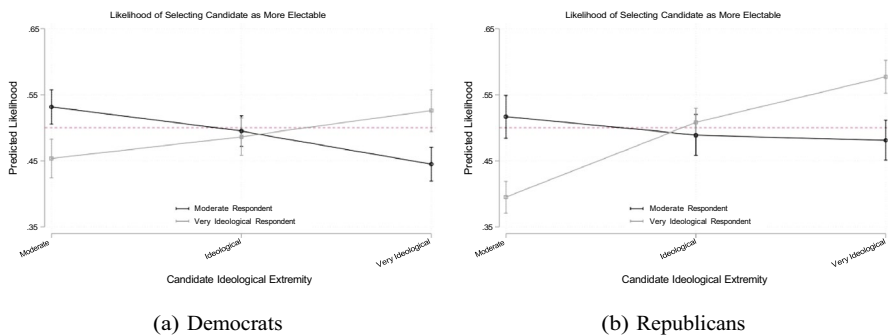 Likelihood of Selecting Candidate as More Electable
.65
.55
.45
.35
Predicted Likelihood
Moderate Respondent
Very Ideological Respondent
Moderate
Ideological
Very Ideological
Candidate Ideological Extremity
(a) Democrats
Likelihood of Selecting Candidate as More Electable
.65
.55
.45
.35
Predicted Likelihood
Moderate Respondent
Very Ideological Respondent
Moderate
Ideological
Very Ideological
Candidate Ideological Extremity
(b) Republicans